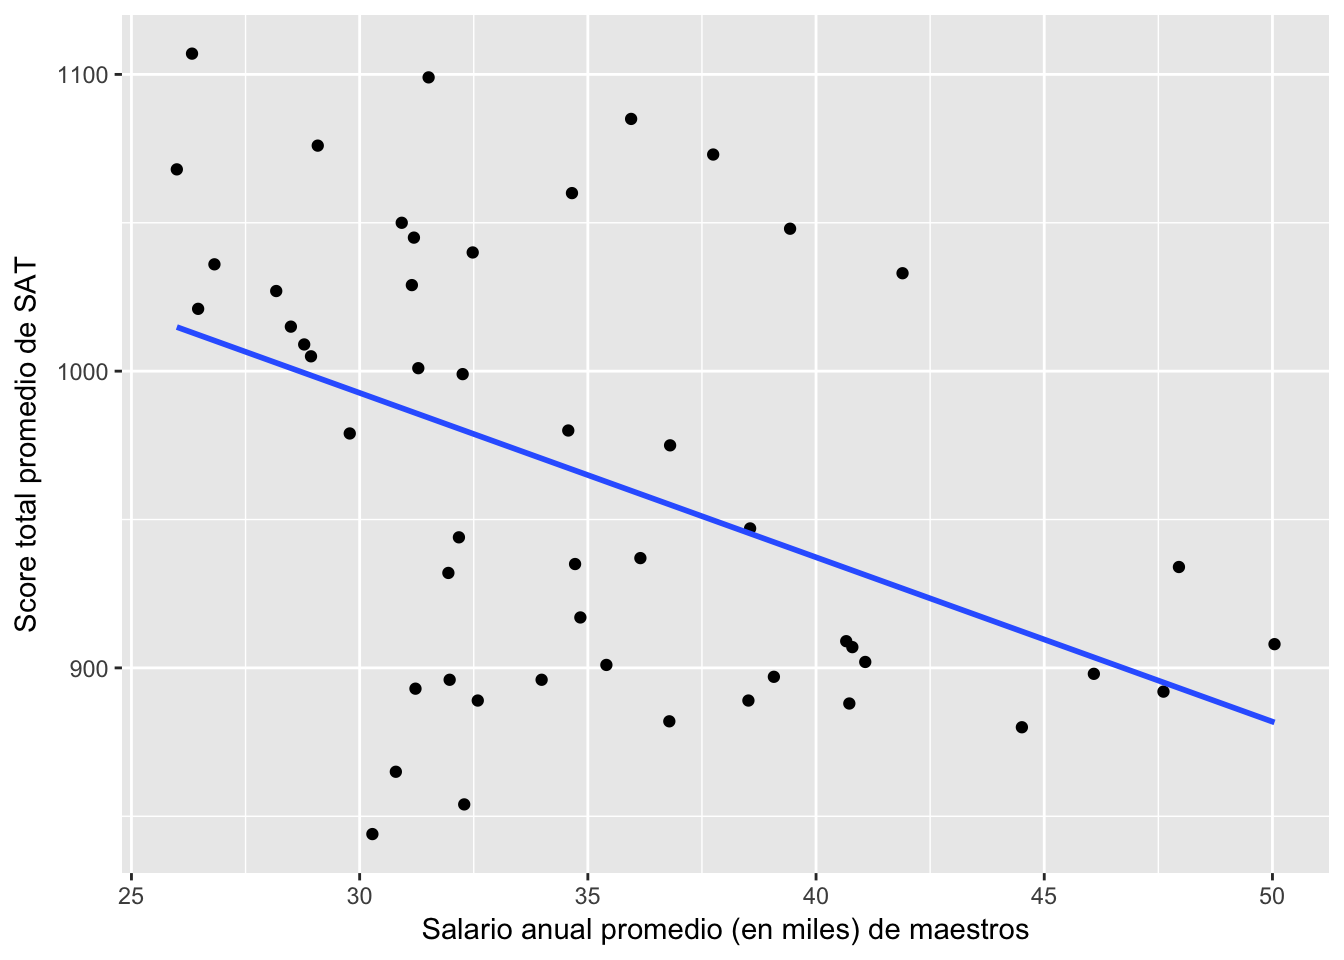 1100
1000
900
Score total promedio de SAT
25 30 35 40 45 50
Salario anual promedio (en miles) de maestros